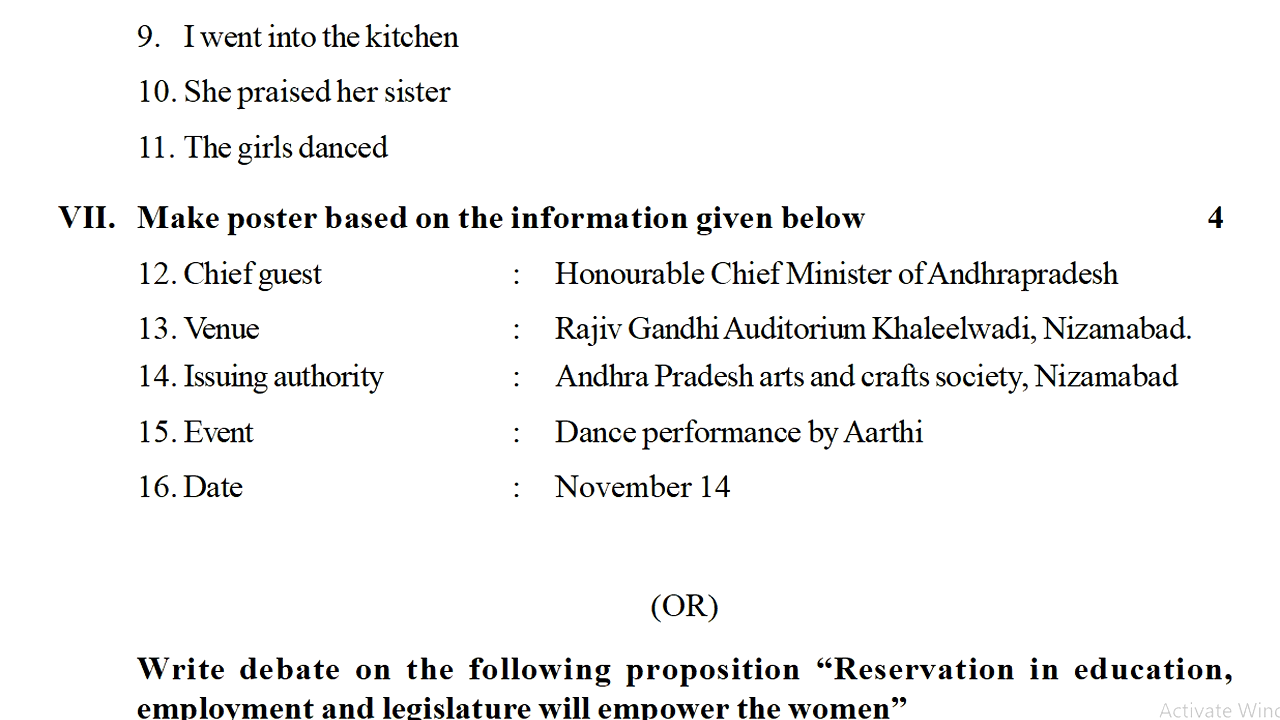 9. I went into the kitchen
10. She praised her sister
11. The girls danced
VII. Make poster based on the information given below 4
12. Chief guest : Honourable Chief Minister of Andhrapradesh
13. Venue : Rajiv Gandhi Auditorium Khaleelwadi, Nizamabad.
14. Issuing authority : Andhra Pradesh arts and crafts society, Nizamabad
15. Event : Dance performance by Aarthi
16. Date : November 14
(OR)
Write debate on the following proposition “Reservation in education,
employment and legislature will empower the women”
Activate